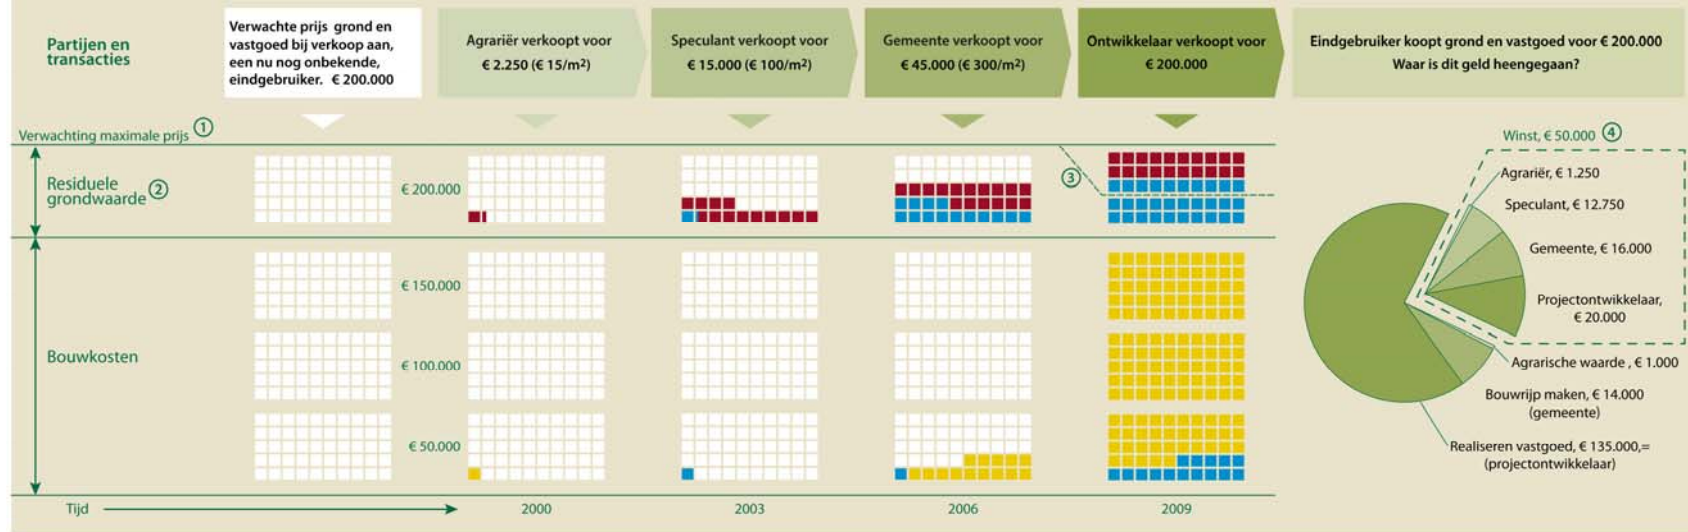 Partijen en
transacties
Verwachte prijs grond en
vastgoed bij verkoop aan,
een nu nog onbekende,
eindgebruiker. € 200.000
Agrariër verkoopt voor
€ 2.250 (€ 15/m²)
Speculant verkoopt voor
€ 15.000 (€ 100/m²)
Gemeente verkoopt voor
€ 45.000 (€ 300/m²)
Ontwikkelaar verkoopt voor
€ 200.000
Eindgebruiker koopt grond en vastgoed voor € 200.000
Waar is dit geld heengegaan?
Verwachting maximale prijs 1
Residuele
grondwaarde 2
€ 200.000
3
Bouwkosten
€ 150.000
€ 100.000
€ 50.000
Tijd
2000
2003
2006
2009
Winst, € 50.000 4
Agrariër, € 1.250
Speculant, € 12.750
Gemeente, € 16.000
Projectontwikkelaar,
€ 20.000
Agrarische waarde , € 1.000
Bouwrijp maken, € 14.000
(gemeente)
Realiseren vastgoed, € 135.000,=
(projectontwikkelaar)